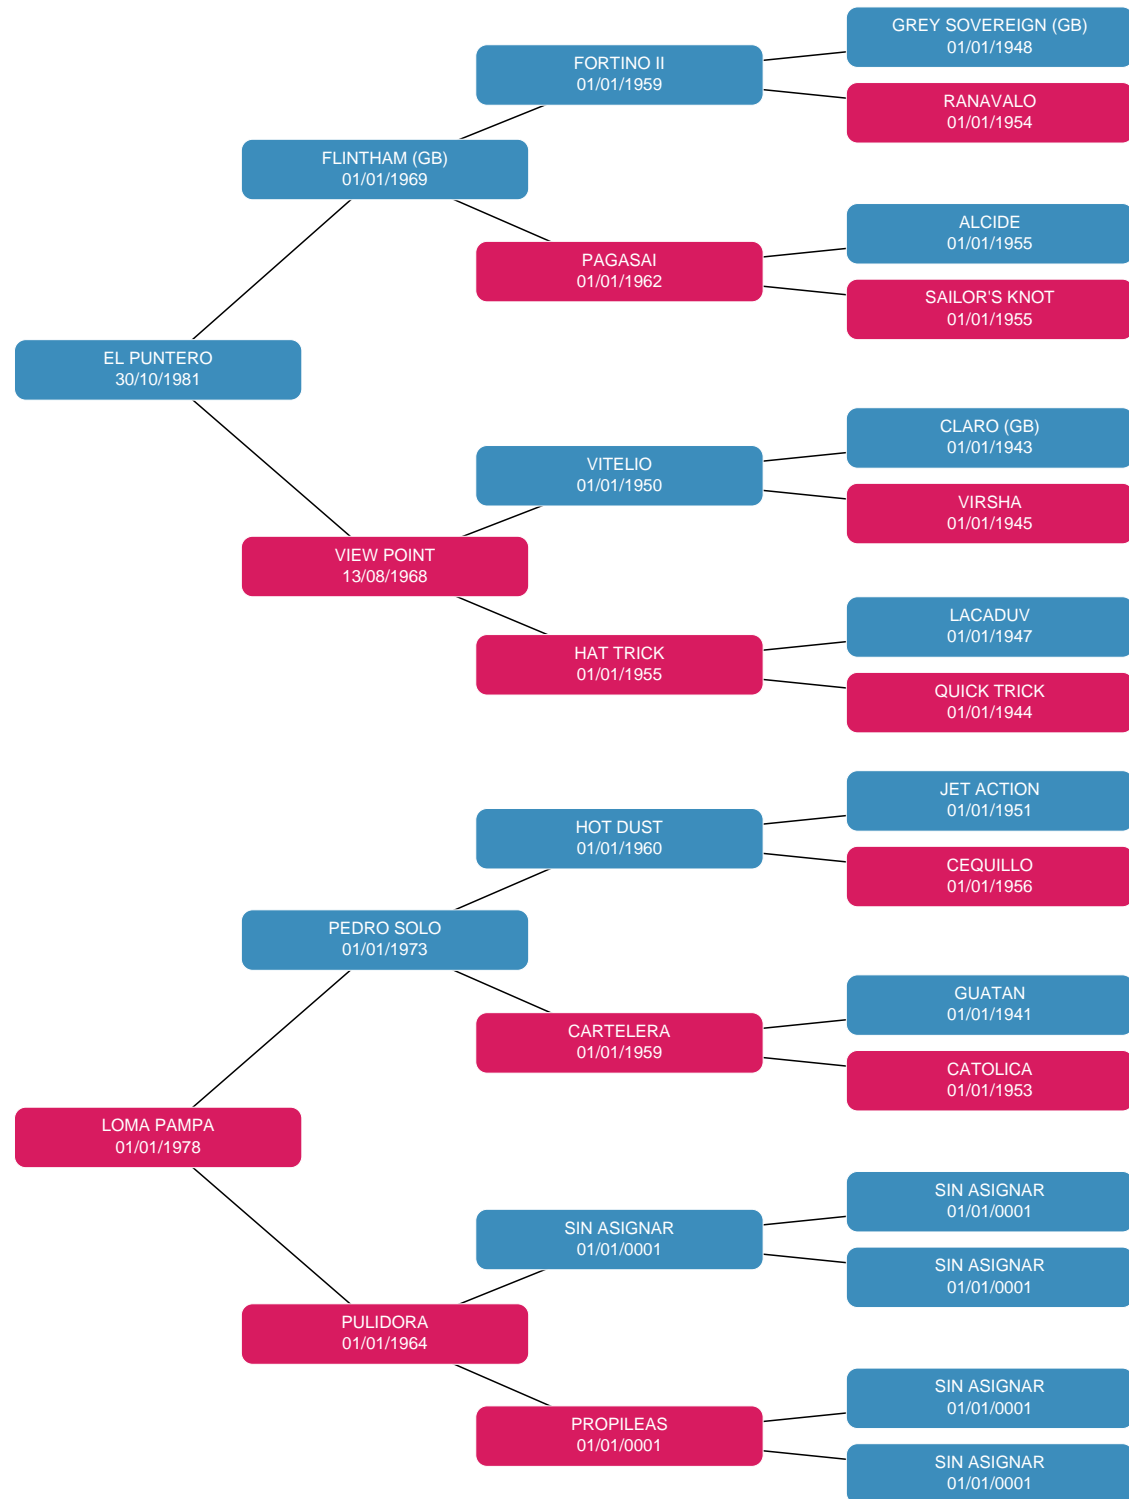 GREY SOVEREIGN (GB)
01/01/1948
FORTINO II
01/01/1959
RANAVALO
01/01/1954
FLINTHAM (GB)
01/01/1969
ALCIDE
01/01/1955
PAGASAI
01/01/1962
SAILOR'S KNOT
01/01/1955
EL PUNTERO
30/10/1981
CLARO (GB)
01/01/1943
VITELIO
01/01/1950
VIRSHA
01/01/1945
VIEW POINT
13/08/1968
LACADUV
01/01/1947
HAT TRICK
01/01/1955
QUICK TRICK
01/01/1944
JET ACTION
01/01/1951
HOT DUST
01/01/1960
CEQUILLO
01/01/1956
PEDRO SOLO
01/01/1973
GUATAN
01/01/1941
CARTELERA
01/01/1959
CATOLICA
01/01/1953
LOMA PAMPA
01/01/1978
SIN ASIGNAR
01/01/0001
SIN ASIGNAR
01/01/0001
SIN ASIGNAR
01/01/0001
PULIDORA
01/01/1964
SIN ASIGNAR
01/01/0001
PROPILEAS
01/01/0001
SIN ASIGNAR
01/01/0001